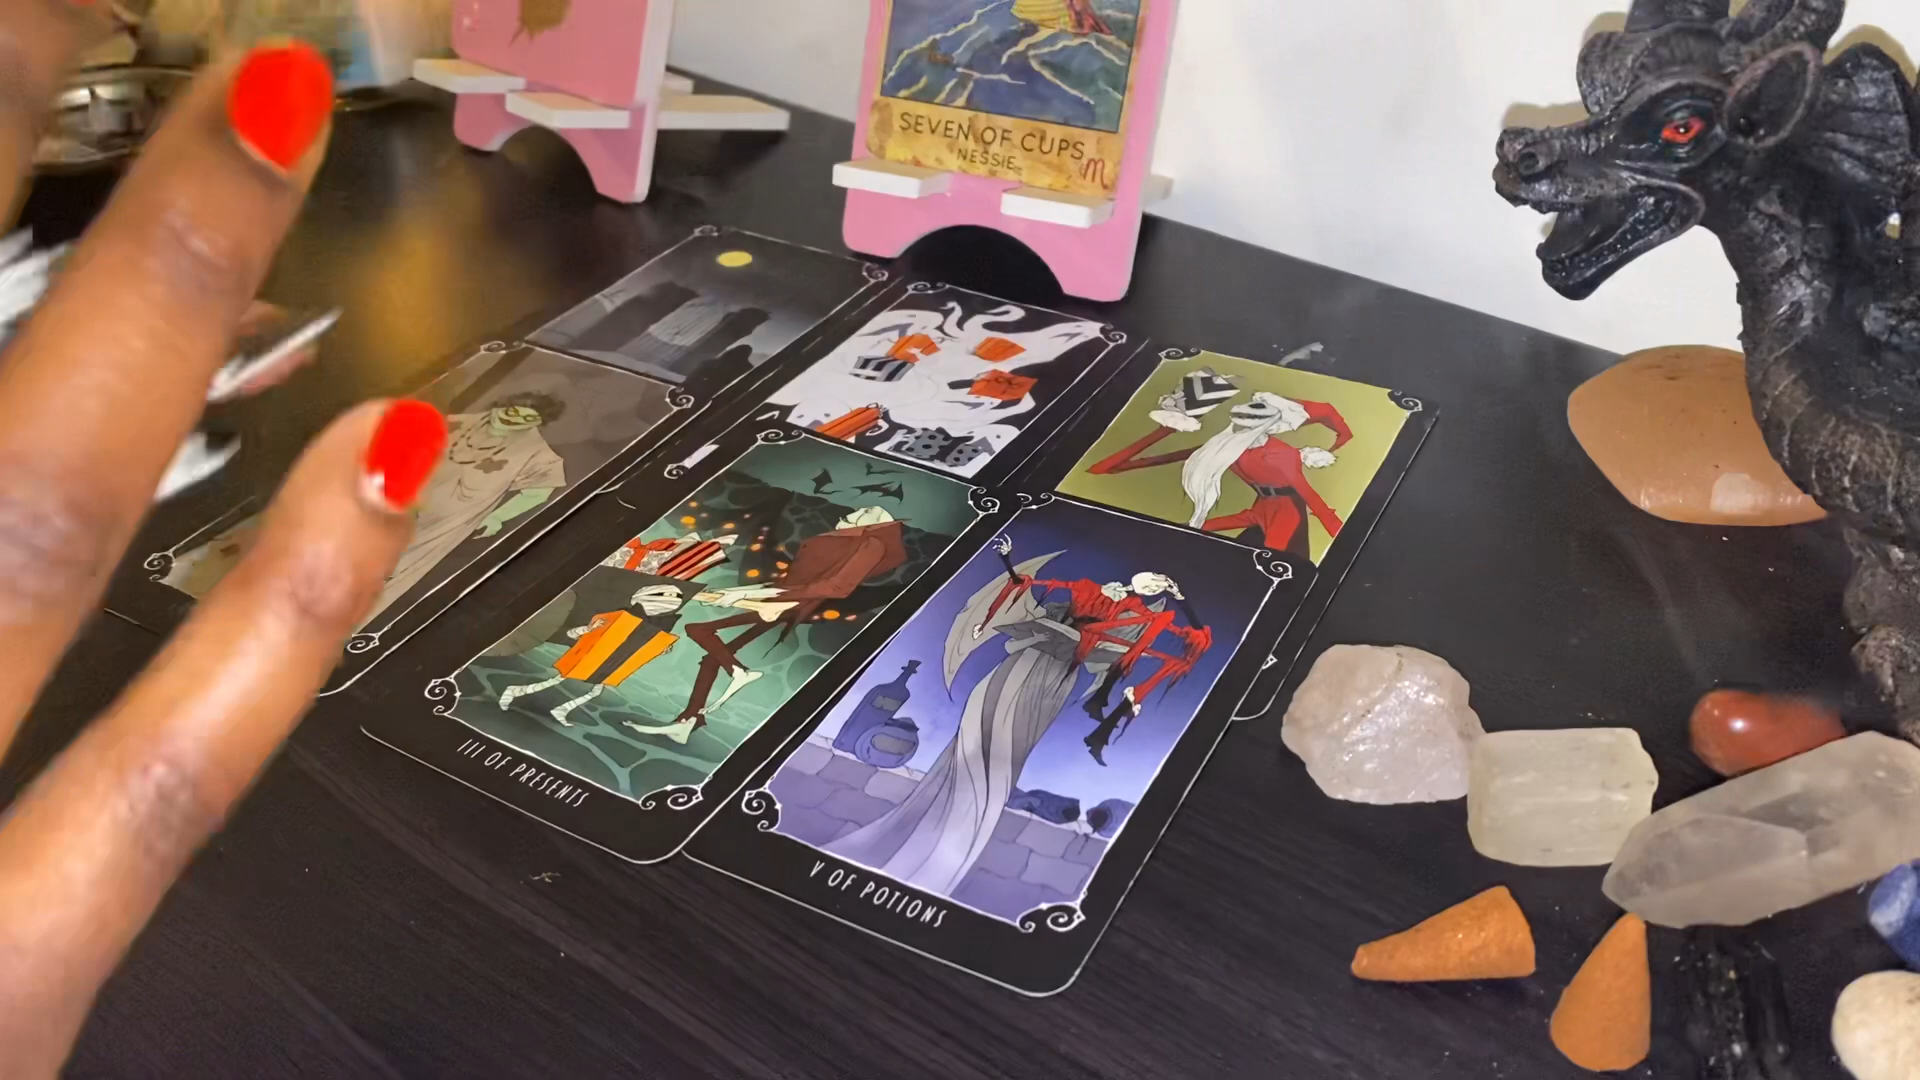 SEVEN OF CUPS
NESSIE
m
III OF PRESENTS
V OF POTIONS